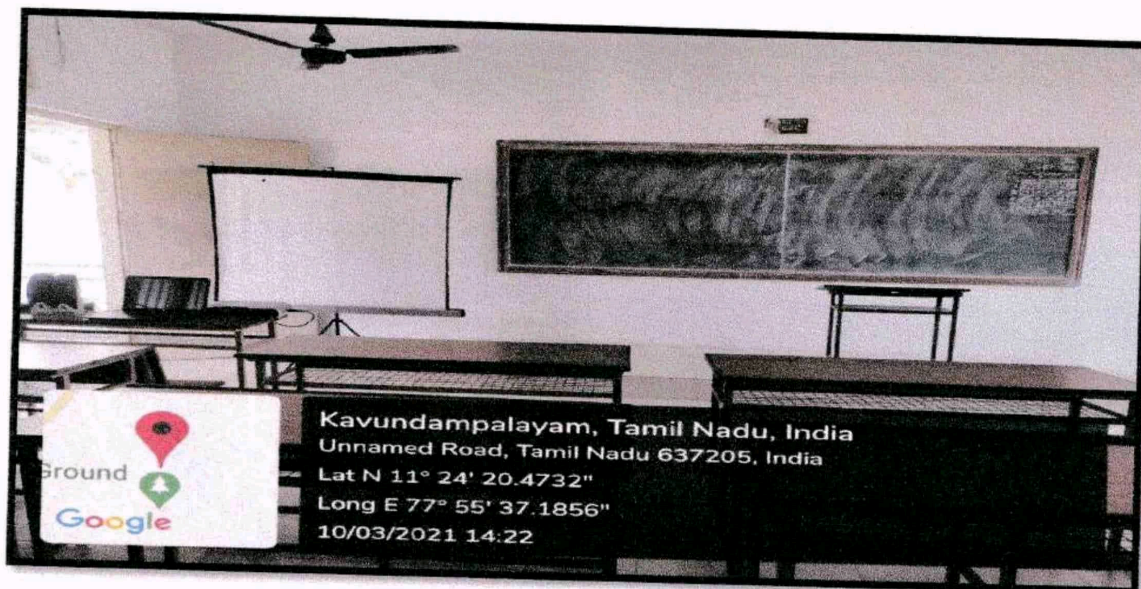 Kavundampalayam, Tamil Nadu, India
Unnamed Road, Tamil Nadu 637205, India
Lat N 11° 24' 20.4732"
Long E 77° 55' 37.1856"
10/03/2021 14:22
Ground
Google